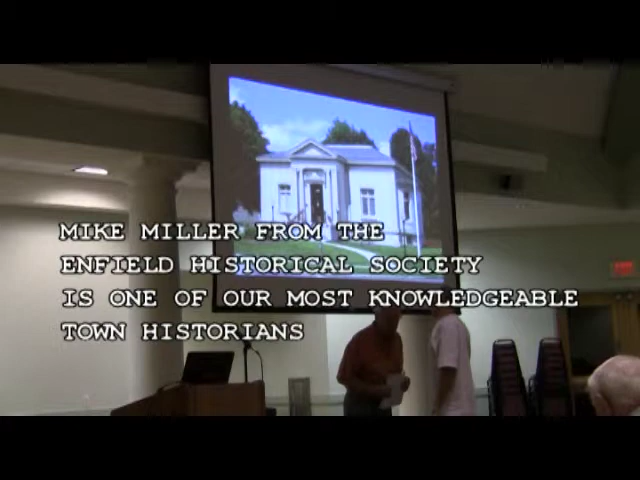 MIKE MILLER FROM THE
ENFIELD HISTORICAL SOCIETY
IS ONE OF OUR MOST KNOWLEDGEABLE
TOWN HISTORIANS